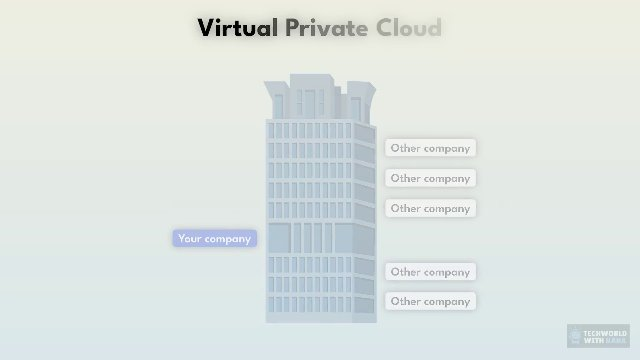 Virtual Private Cloud
Other company
Other company
Other company
Your company
Other company
Other company
TECHWORLD
WITH NANA